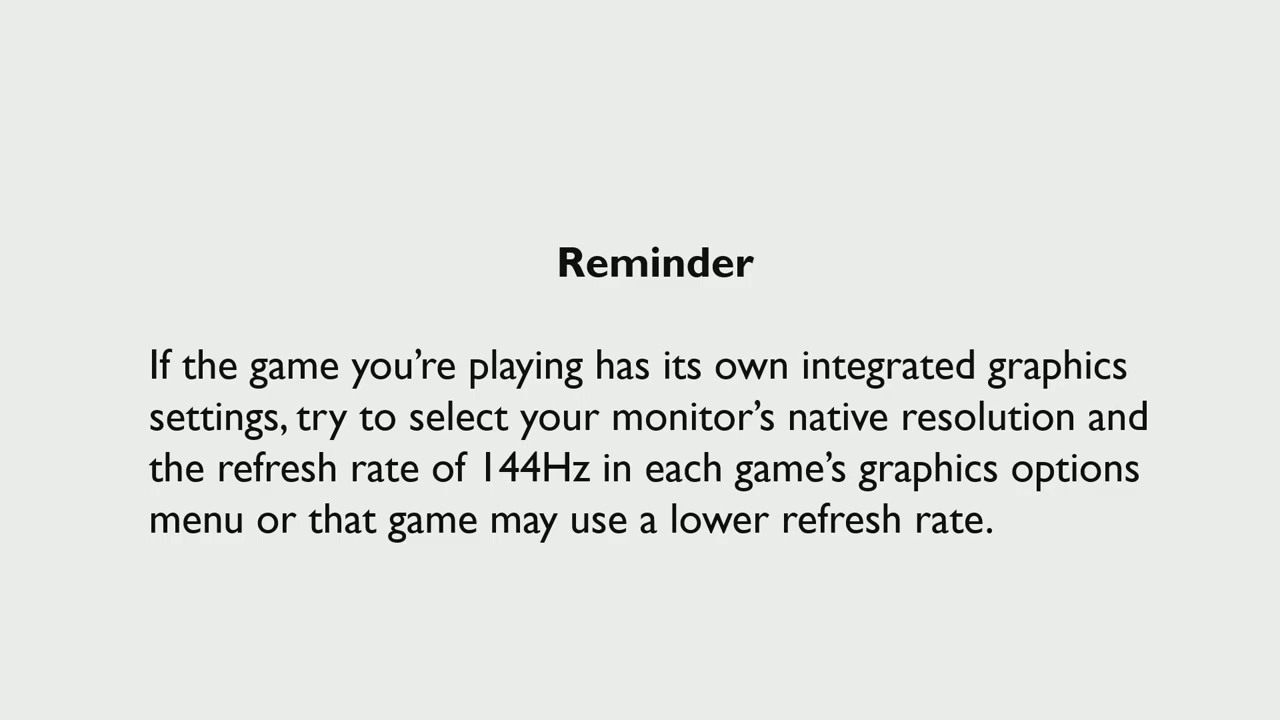 Reminder
If the game you’re playing has its own integrated graphics
settings, try to select your monitor’s native resolution and
the refresh rate of 144Hz in each game’s graphics options
menu or that game may use a lower refresh rate.